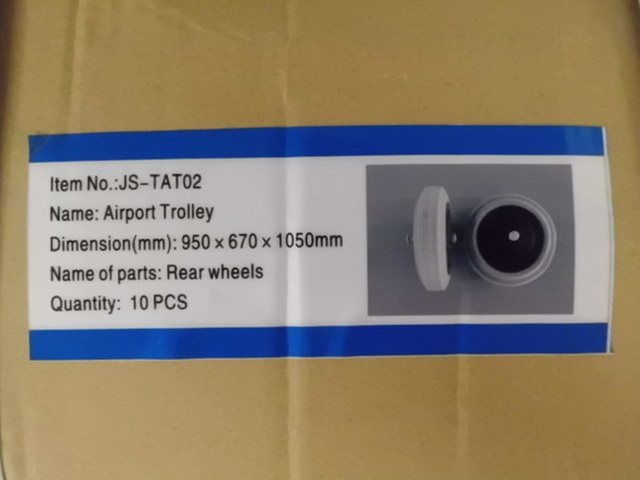 Item No.:JS-TAT02
Name: Airport Trolley
Dimension(mm): 950×670×1050mm
Name of parts: Rear wheels
Quantity: 10 PCS